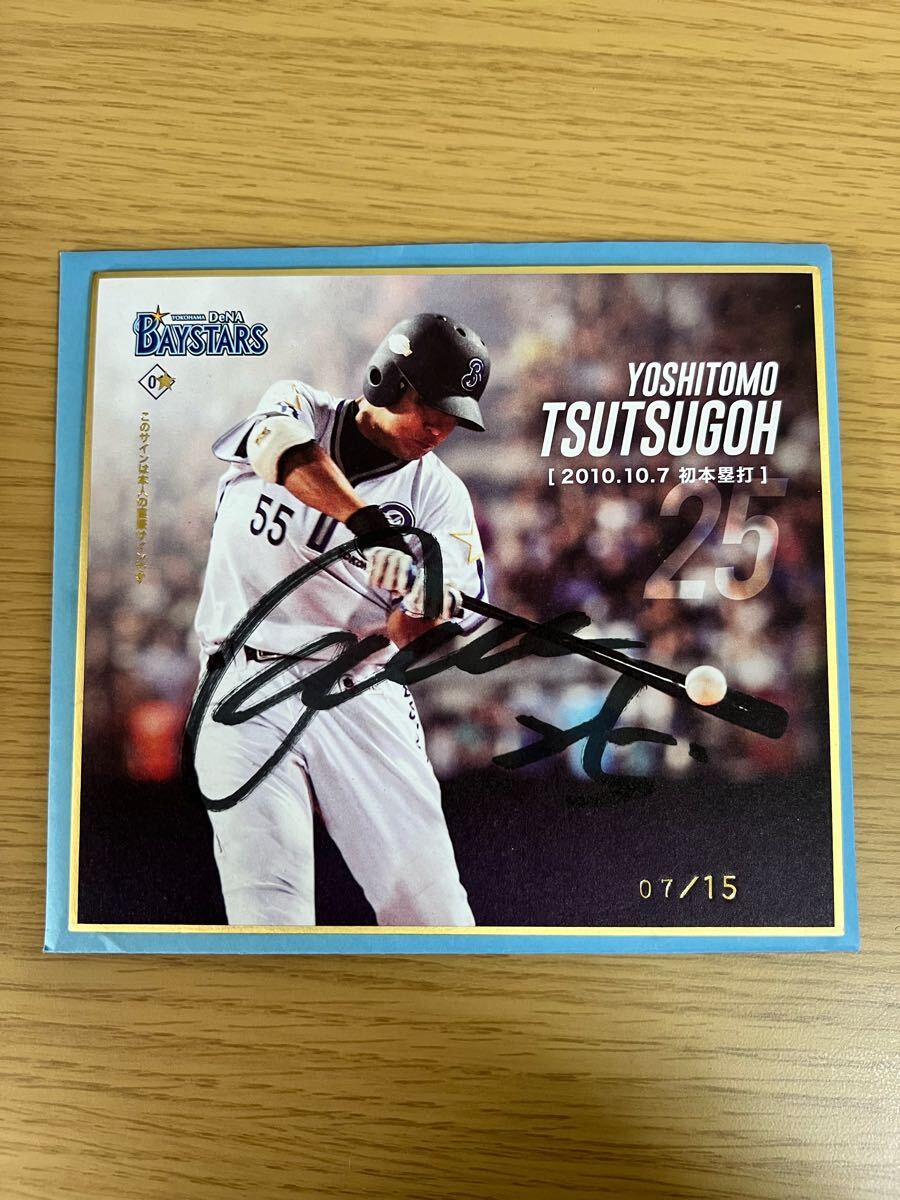 YOKOHAMA DeNA
BAYSTARS
このサインは本人の直筆サインです
YOSHITOMO
TSUTSUGOH
[ 2010.10.7 初本塁打 ]
25
55
07/15